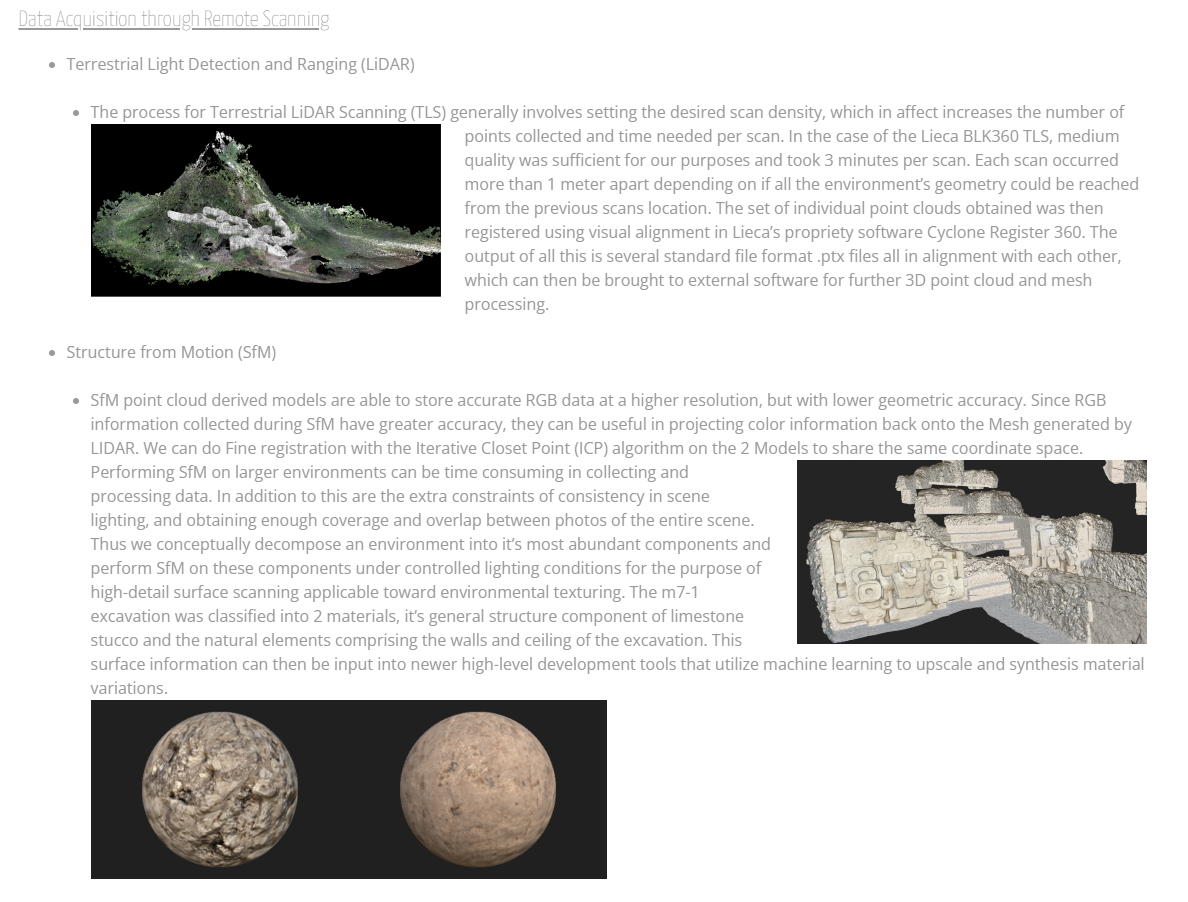 Data Acquisition through Remote Scanning
Terrestrial Light Detection and Ranging (LiDAR)
The process for Terrestrial LiDAR Scanning (TLS) generally involves setting the desired scan density, which in affect increases the number of
points collected and time needed per scan. In the case of the Lieca BLK360 TLS, medium
quality was sufficient for our purposes and took 3 minutes per scan. Each scan occurred
more than 1 meter apart depending on if all the environment's geometry could be reached
from the previous scans location. The set of individual point clouds obtained was then
registered using visual alignment in Lieca's propriety software Cyclone Register 360. The
output of all this is several standard file format .ptx files all in alignment with each other,
which can then be brought to external software for further 3D point cloud and mesh
processing.
Structure from Motion (SfM)
SfM point cloud derived models are able to store accurate RGB data at a higher resolution, but with lower geometric accuracy. Since RGB
information collected during SfM have greater accuracy, they can be useful in projecting color information back onto the Mesh generated by
LIDAR. We can do Fine registration with the Iterative Closet Point (ICP) algorithm on the 2 Models to share the same coordinate space.
Performing SfM on larger environments can be time consuming in collecting and
processing data. In addition to this are the extra constraints of consistency in scene
lighting, and obtaining enough coverage and overlap between photos of the entire scene.
Thus we conceptually decompose an environment into it's most abundant components and
perform SfM on these components under controlled lighting conditions for the purpose of
high-detail surface scanning applicable toward environmental texturing. The m7-1
excavation was classified into 2 materials, it's general structure component of limestone
stucco and the natural elements comprising the walls and ceiling of the excavation. This
surface information can then be input into newer high-level development tools that utilize machine learning to upscale and synthesis material
variations.